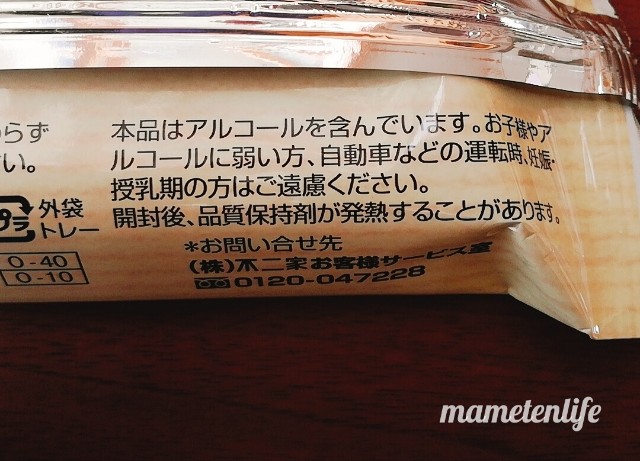 らず
い。
本品はアルコールを含んでいます。お子様やア
ルコールに弱い方、自動車などの運転時、妊娠・
授乳期の方はご遠慮ください。
開封後、品質保持剤が発熱することがあります。
プラ
外袋
トレー
0-40
0-10
*お問い合せ先
(株)不二家お客様サービス室
0120-047228
mametenlife